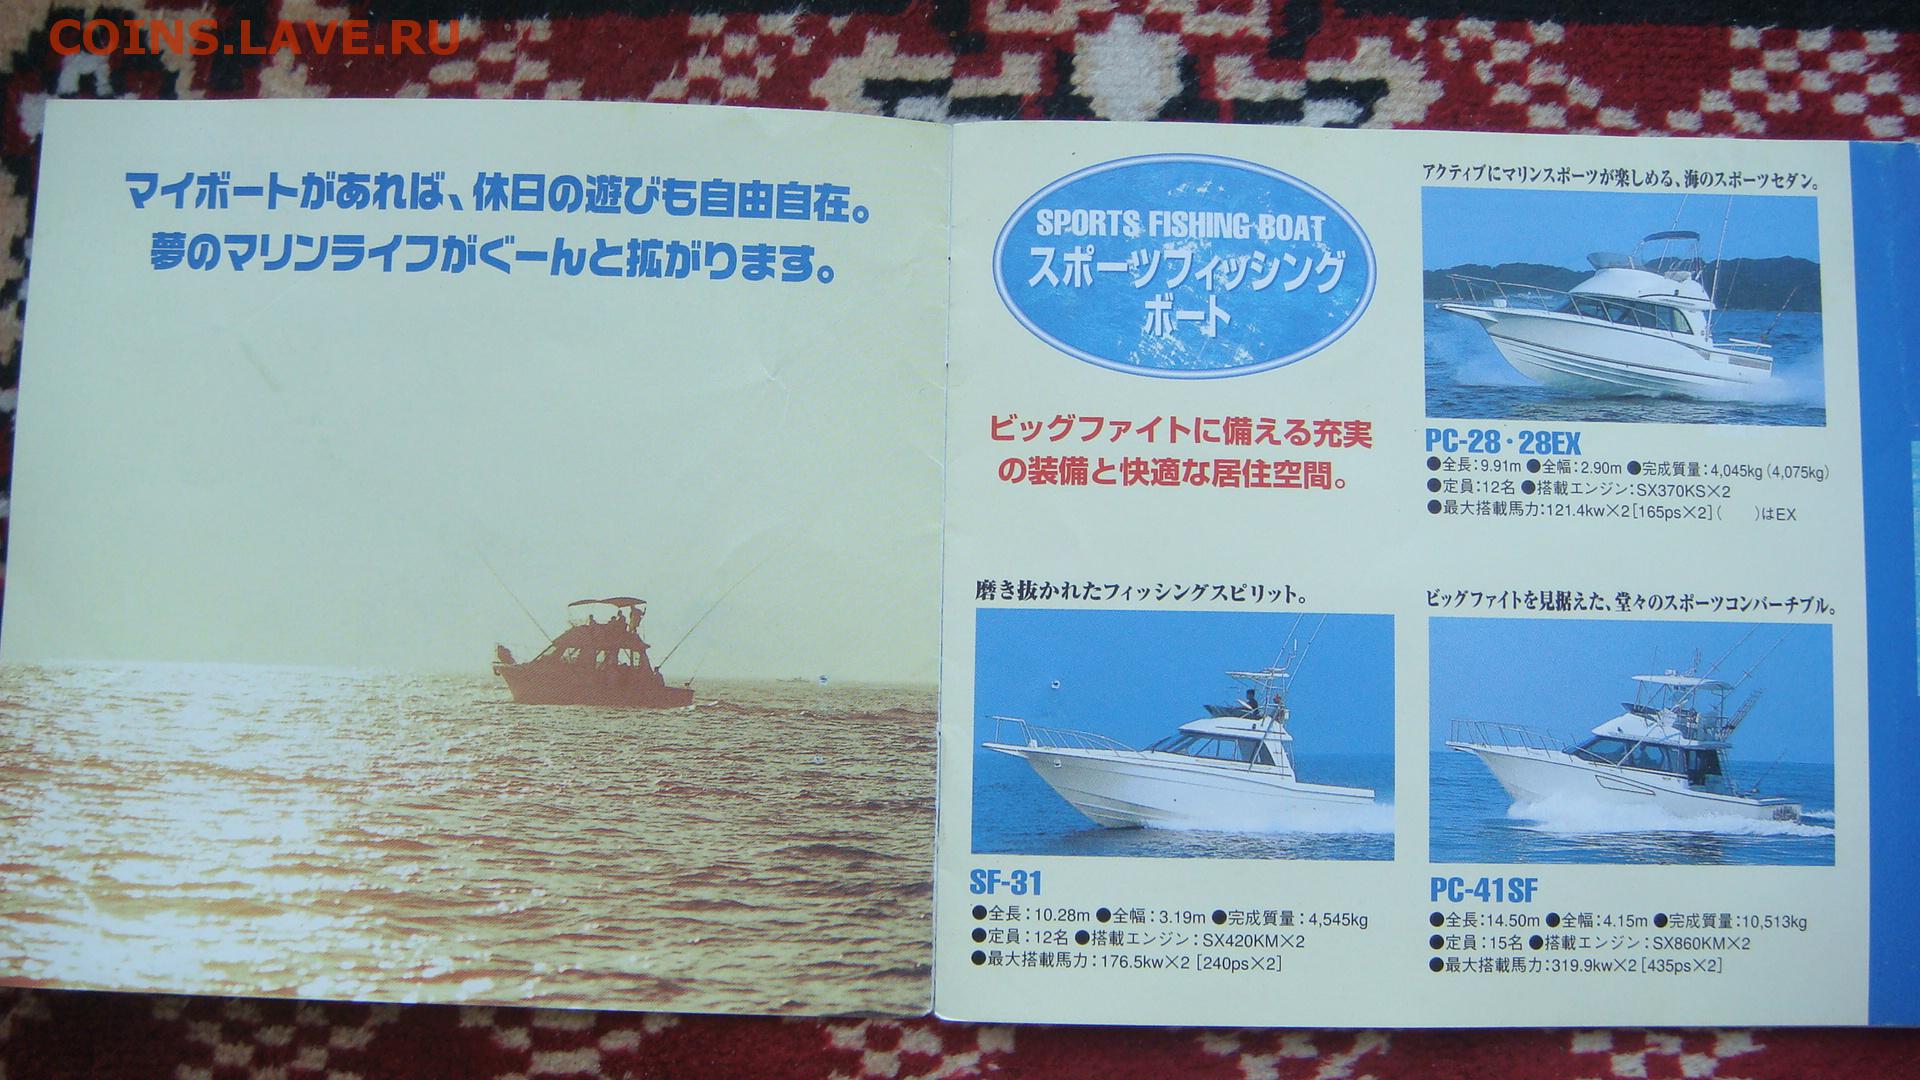 COINS.LAVE.RU
マイボートがあれば、休日の遊びも自由自在。
夢のマリンライフがぐーんと拡がります。
SPORTS FISHING BOAT
スポーツフィッシング
ボート
ビッグファイトに備える充実
の装備と快適な居住空間。
アクティブにマリンスポーツが楽しめる、海のスポーツセダン。
PC-28・28EX
●全長：9.91m ●全幅：2.90m ●完成質量：4,045kg（4,075kg）
●定員：12名 ●搭載エンジン：SX370KS×2
●最大搭載馬力：121.4kw×2［165ps×2］（　　）はEX
磨き抜かれたフィッシングスピリット。
SF-31
●全長：10.28m ●全幅：3.19m ●完成質量：4,545kg
●定員：12名 ●搭載エンジン：SX420KM×2
●最大搭載馬力：176.5kw×2［240ps×2］
ビッグファイトを見据えた、堂々のスポーツコンバーチブル。
PC-41SF
●全長：14.50m ●全幅：4.15m ●完成質量：10,513kg
●定員：15名 ●搭載エンジン：SX860KM×2
●最大搭載馬力：319.9kw×2［435ps×2］